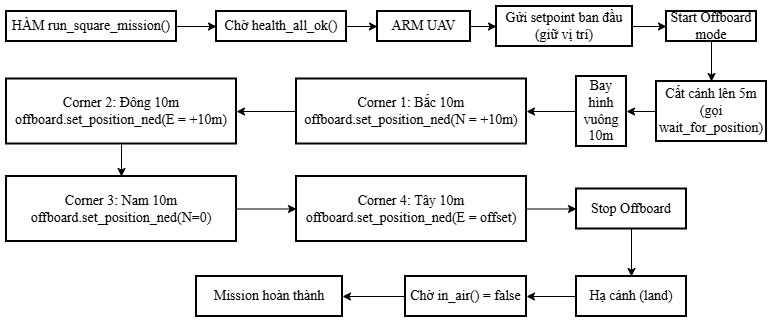 HÀM run_square_mission()
Chờ health_all_ok()
ARM UAV
Gửi setpoint ban đầu
(giữ vị trí)
Start Offboard
mode
Cất cánh lên 5m
(gọi
wait_for_position)
Bay
hình
vuông
10m
Corner 1: Bắc 10m
offboard.set_position_ned(N = +10m)
Corner 2: Đông 10m
offboard.set_position_ned(E = +10m)
Corner 3: Nam 10m
offboard.set_position_ned(N=0)
Corner 4: Tây 10m
offboard.set_position_ned(E = offset)
Stop Offboard
Hạ cánh (land)
Chờ in_air() = false
Mission hoàn thành